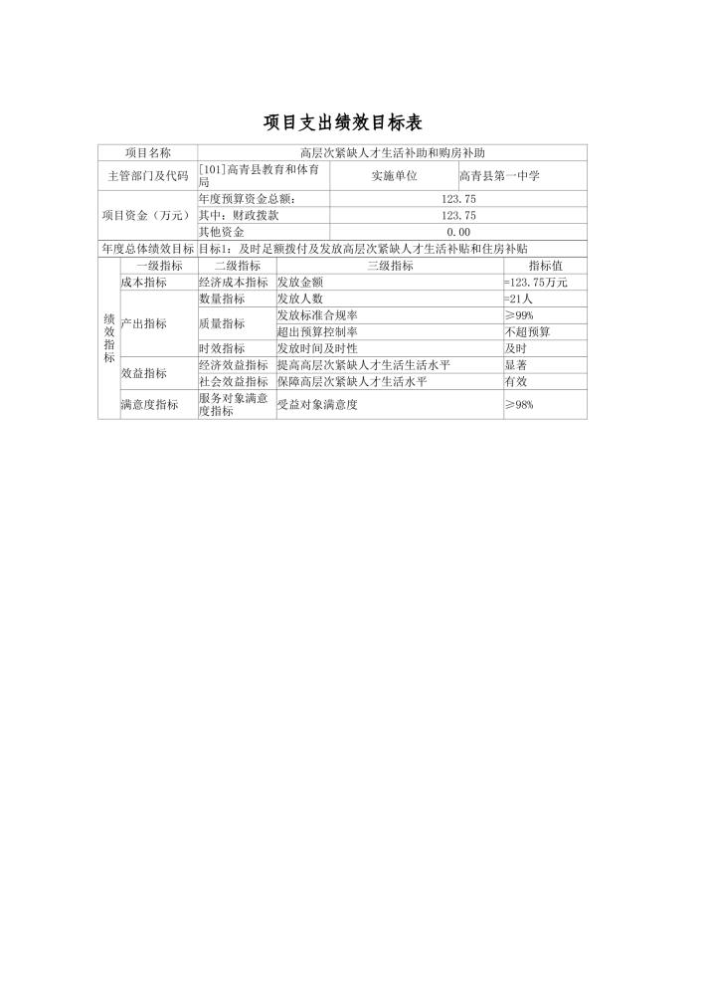 项目支出绩效目标表
项目名称 高层次紧缺人才生活补助和购房补助
主管部门及代码 [101]高青县教育和体育局 实施单位 高青县第一中学
项目资金（万元） 年度预算资金总额： 123.75
其中：财政拨款 123.75
其他资金 0.00
年度总体绩效目标 目标1：及时足额拨付及发放高层次紧缺人才生活补贴和住房补贴
绩效指标 一级指标 二级指标 三级指标 指标值
成本指标 经济成本指标 发放金额 =123.75万元
产出指标 数量指标 发放人数 =21人
质量指标 发放标准合规率 ≥99%
超出预算控制率 不超预算
时效指标 发放时间及时性 及时
效益指标 经济效益指标 提高高层次紧缺人才生活生活水平 显著
社会效益指标 保障高层次紧缺人才生活水平 有效
满意度指标 服务对象满意度指标 受益对象满意度 ≥98%